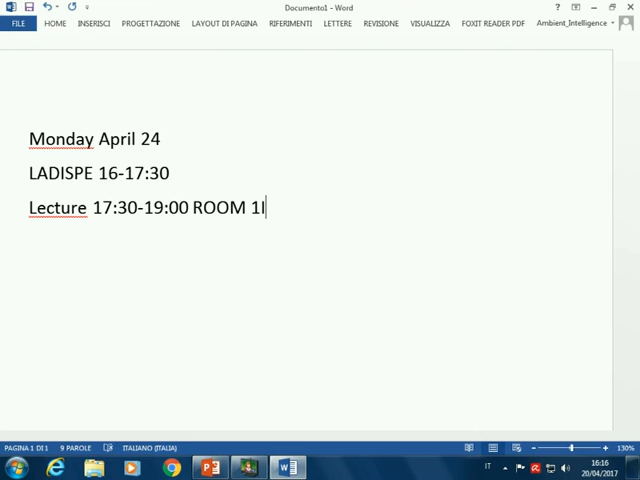 Documento1 - Word
FILE HOME INSERISCI PROGETTAZIONE LAYOUT DI PAGINA RIFERIMENTI LETTERE REVISIONE VISUALIZZA FOXIT READER PDF Ambient_Intelligence
Monday April 24
LADISPE 16-17:30
Lecture 17:30-19:00 ROOM 1I
PAGINA 1 DI 1 9 PAROLE ITALIANO (ITALIA) 130%
IT 16:16
20/04/2017